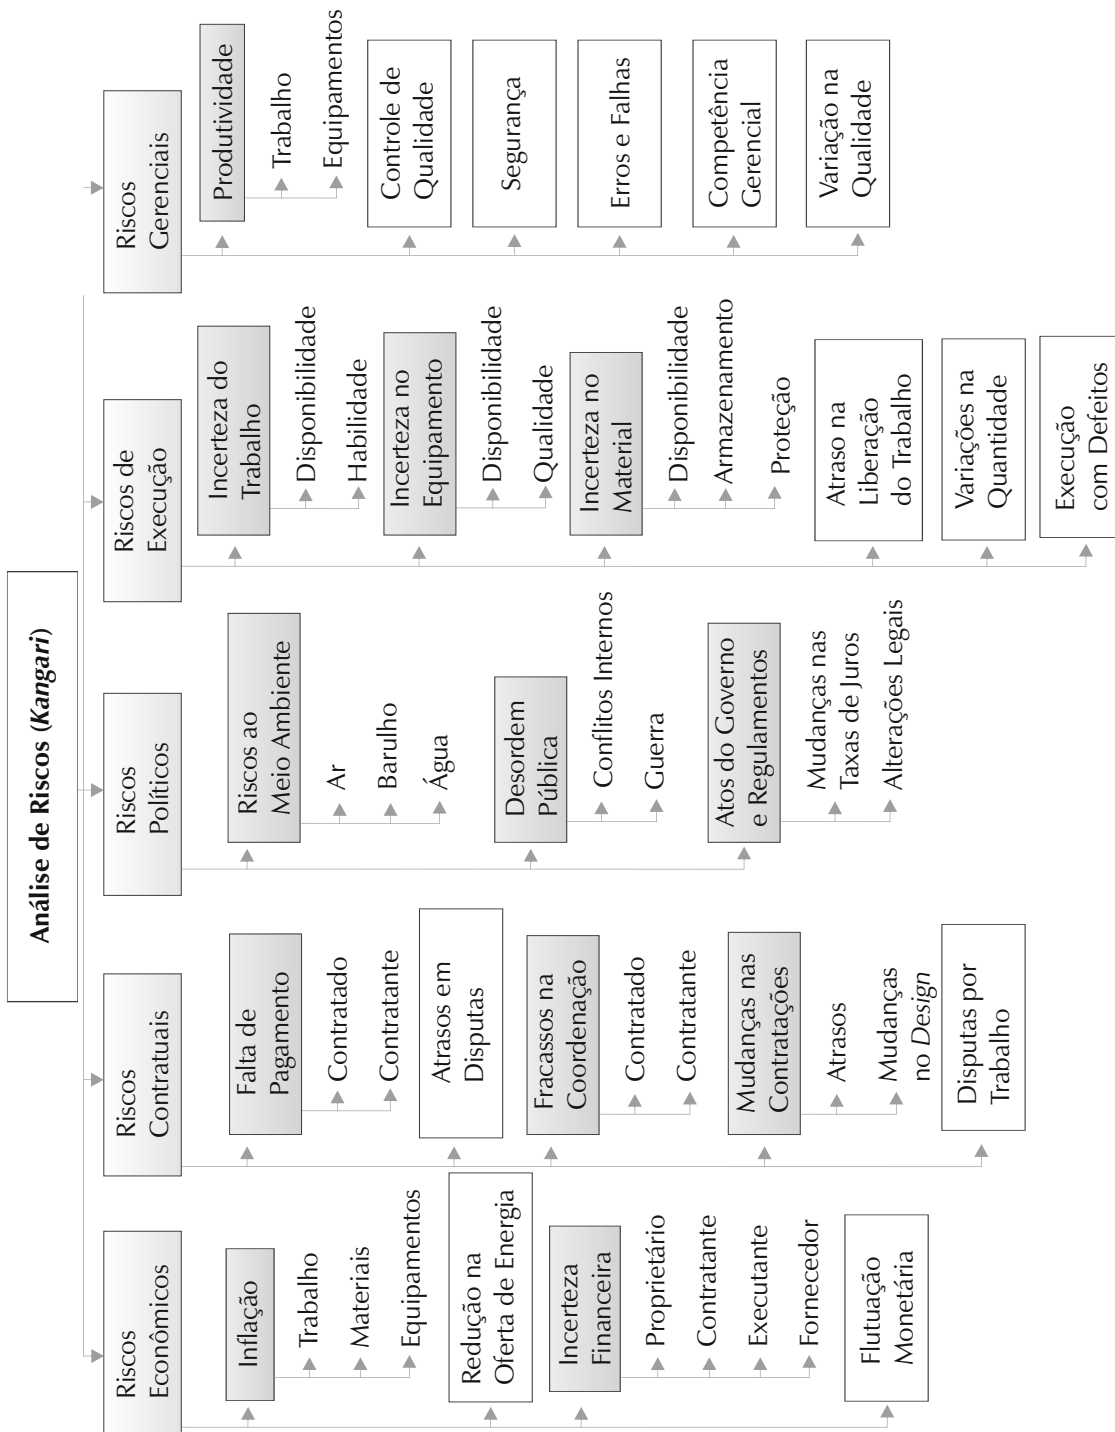 Análise de Riscos (Kangari)
Riscos
Econômicos
Inflação
Trabalho
Materiais
Equipamentos
Redução na
Oferta de Energia
Incerteza
Financeira
Proprietário
Contratante
Executante
Fornecedor
Flutuação
Monetária
Riscos
Contratuais
Falta de
Pagamento
Contratado
Contratante
Atrasos em
Disputas
Fracassos na
Coordenação
Contratado
Contratante
Mudanças nas
Contratações
Atrasos
Mudanças
no Design
Disputas por
Trabalho
Riscos
Políticos
Riscos ao
Meio Ambiente
Ar
Barulho
Água
Desordem
Pública
Conflitos Internos
Guerra
Atos do Governo
e Regulamentos
Mudanças nas
Taxas de Juros
Alterações Legais
Riscos de
Execução
Incerteza do
Trabalho
Disponibilidade
Habilidade
Incerteza no
Equipamento
Disponibilidade
Qualidade
Incerteza no
Material
Disponibilidade
Armazenamento
Proteção
Atraso na
Liberação
do Trabalho
Variações na
Quantidade
Execução
com Defeitos
Riscos
Gerenciais
Produtividade
Trabalho
Equipamentos
Controle de
Qualidade
Segurança
Erros e Falhas
Competência
Gerencial
Variação na
Qualidade